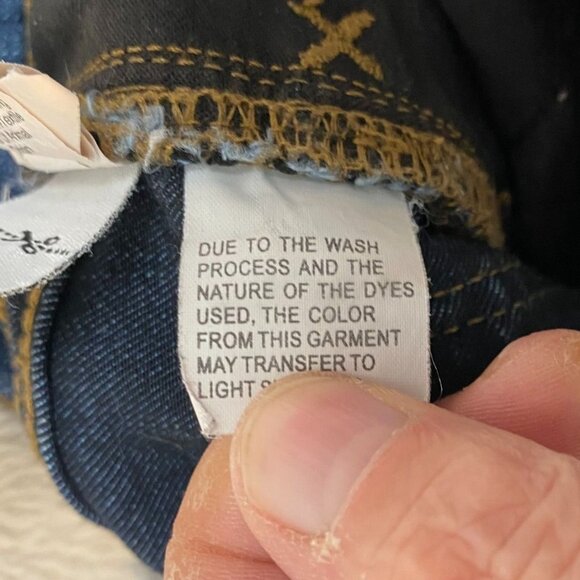 DUE TO THE WASH
PROCESS AND THE
NATURE OF THE DYES
USED, THE COLOR
FROM THIS GARMENT
MAY TRANSFER TO
LIGHT